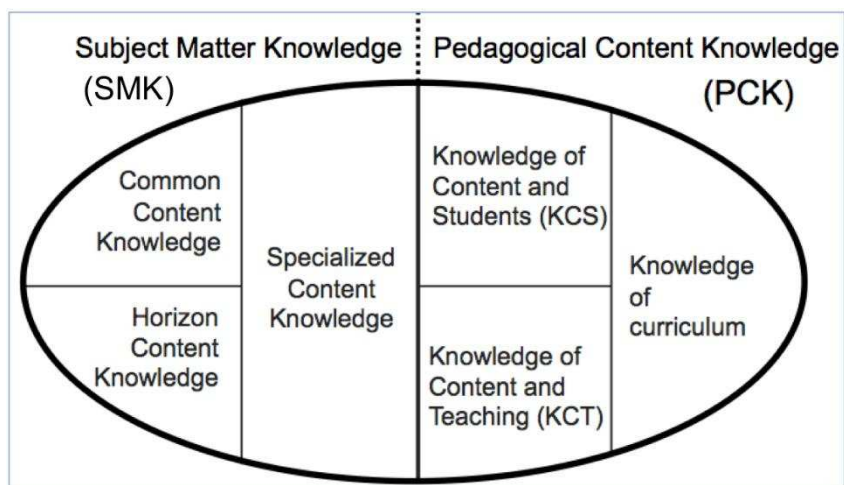 Subject Matter Knowledge
(SMK)
Pedagogical Content Knowledge
(PCK)
Common
Content
Knowledge
Horizon
Content
Knowledge
Specialized
Content
Knowledge
Knowledge of
Content and
Students (KCS)
Knowledge of
Content and
Teaching (KCT)
Knowledge
of
curriculum